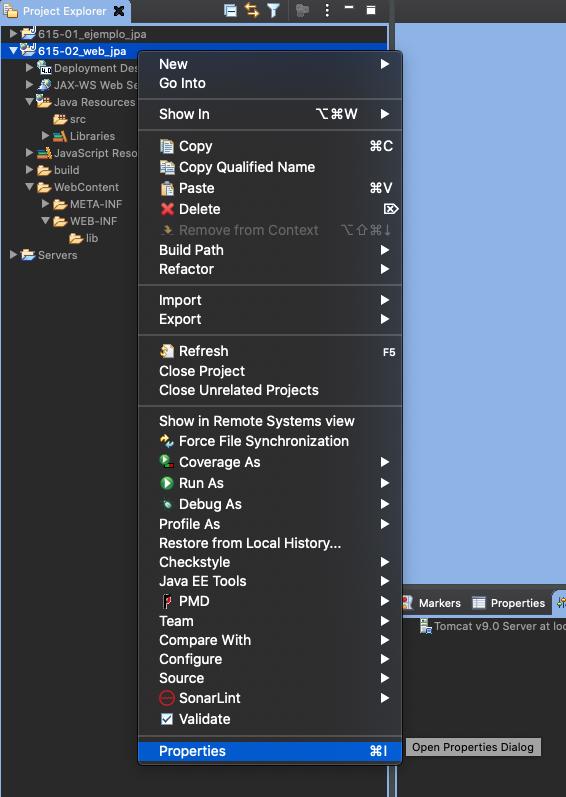 Project Explorer
615-01_ejemplo_jpa
615-02_web_jpa
Deployment Des
JAX-WS Web Se
Java Resources
src
Libraries
JavaScript Reso
build
WebContent
META-INF
WEB-INF
lib
Servers
New
Go Into
Show In ⌥⌘W
Copy ⌘C
Copy Qualified Name
Paste ⌘V
Delete ⌦
Remove from Context ⌥⇧⌘↓
Build Path
Refactor
Import
Export
Refresh F5
Close Project
Close Unrelated Projects
Show in Remote Systems view
Force File Synchronization
Coverage As
Run As
Debug As
Profile As
Restore from Local History...
Checkstyle
Java EE Tools
PMD
Team
Compare With
Configure
Source
SonarLint
Validate
Properties ⌘I
Markers Properties
Tomcat v9.0 Server at loc
Open Properties Dialog